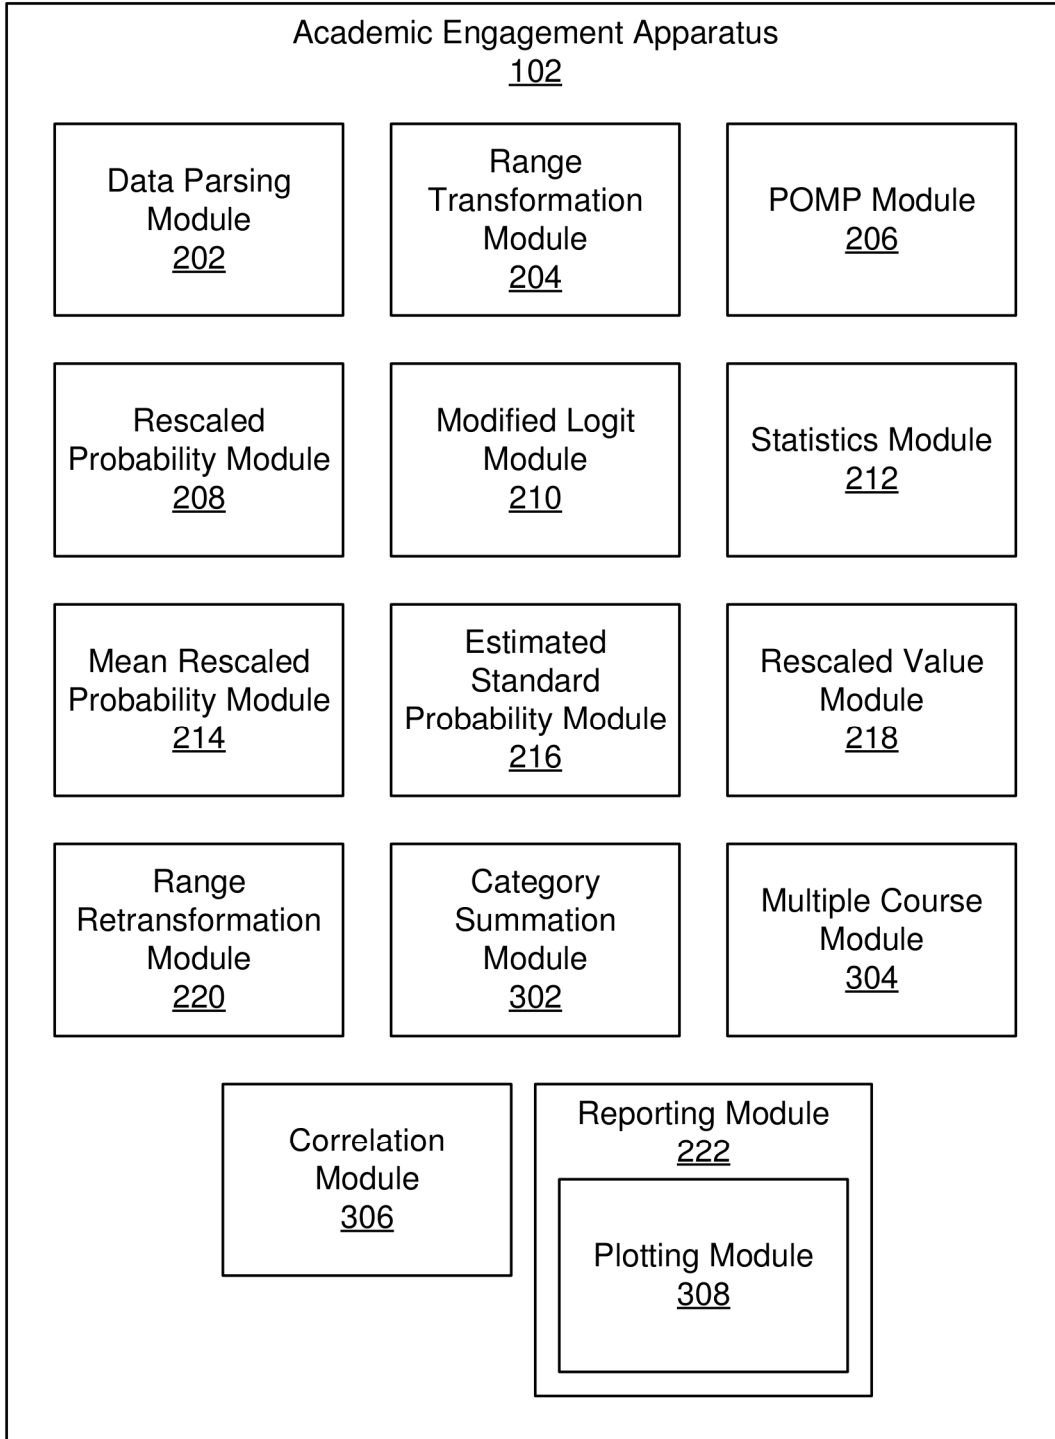 Academic Engagement Apparatus
102
Data Parsing
Module
202
Range
Transformation
Module
204
POMP Module
206
Rescaled
Probability Module
208
Modified Logit
Module
210
Statistics Module
212
Mean Rescaled
Probability Module
214
Estimated
Standard
Probability Module
216
Rescaled Value
Module
218
Range
Retransformation
Module
220
Category
Summation
Module
302
Multiple Course
Module
304
Correlation
Module
306
Reporting Module
222
Plotting Module
308